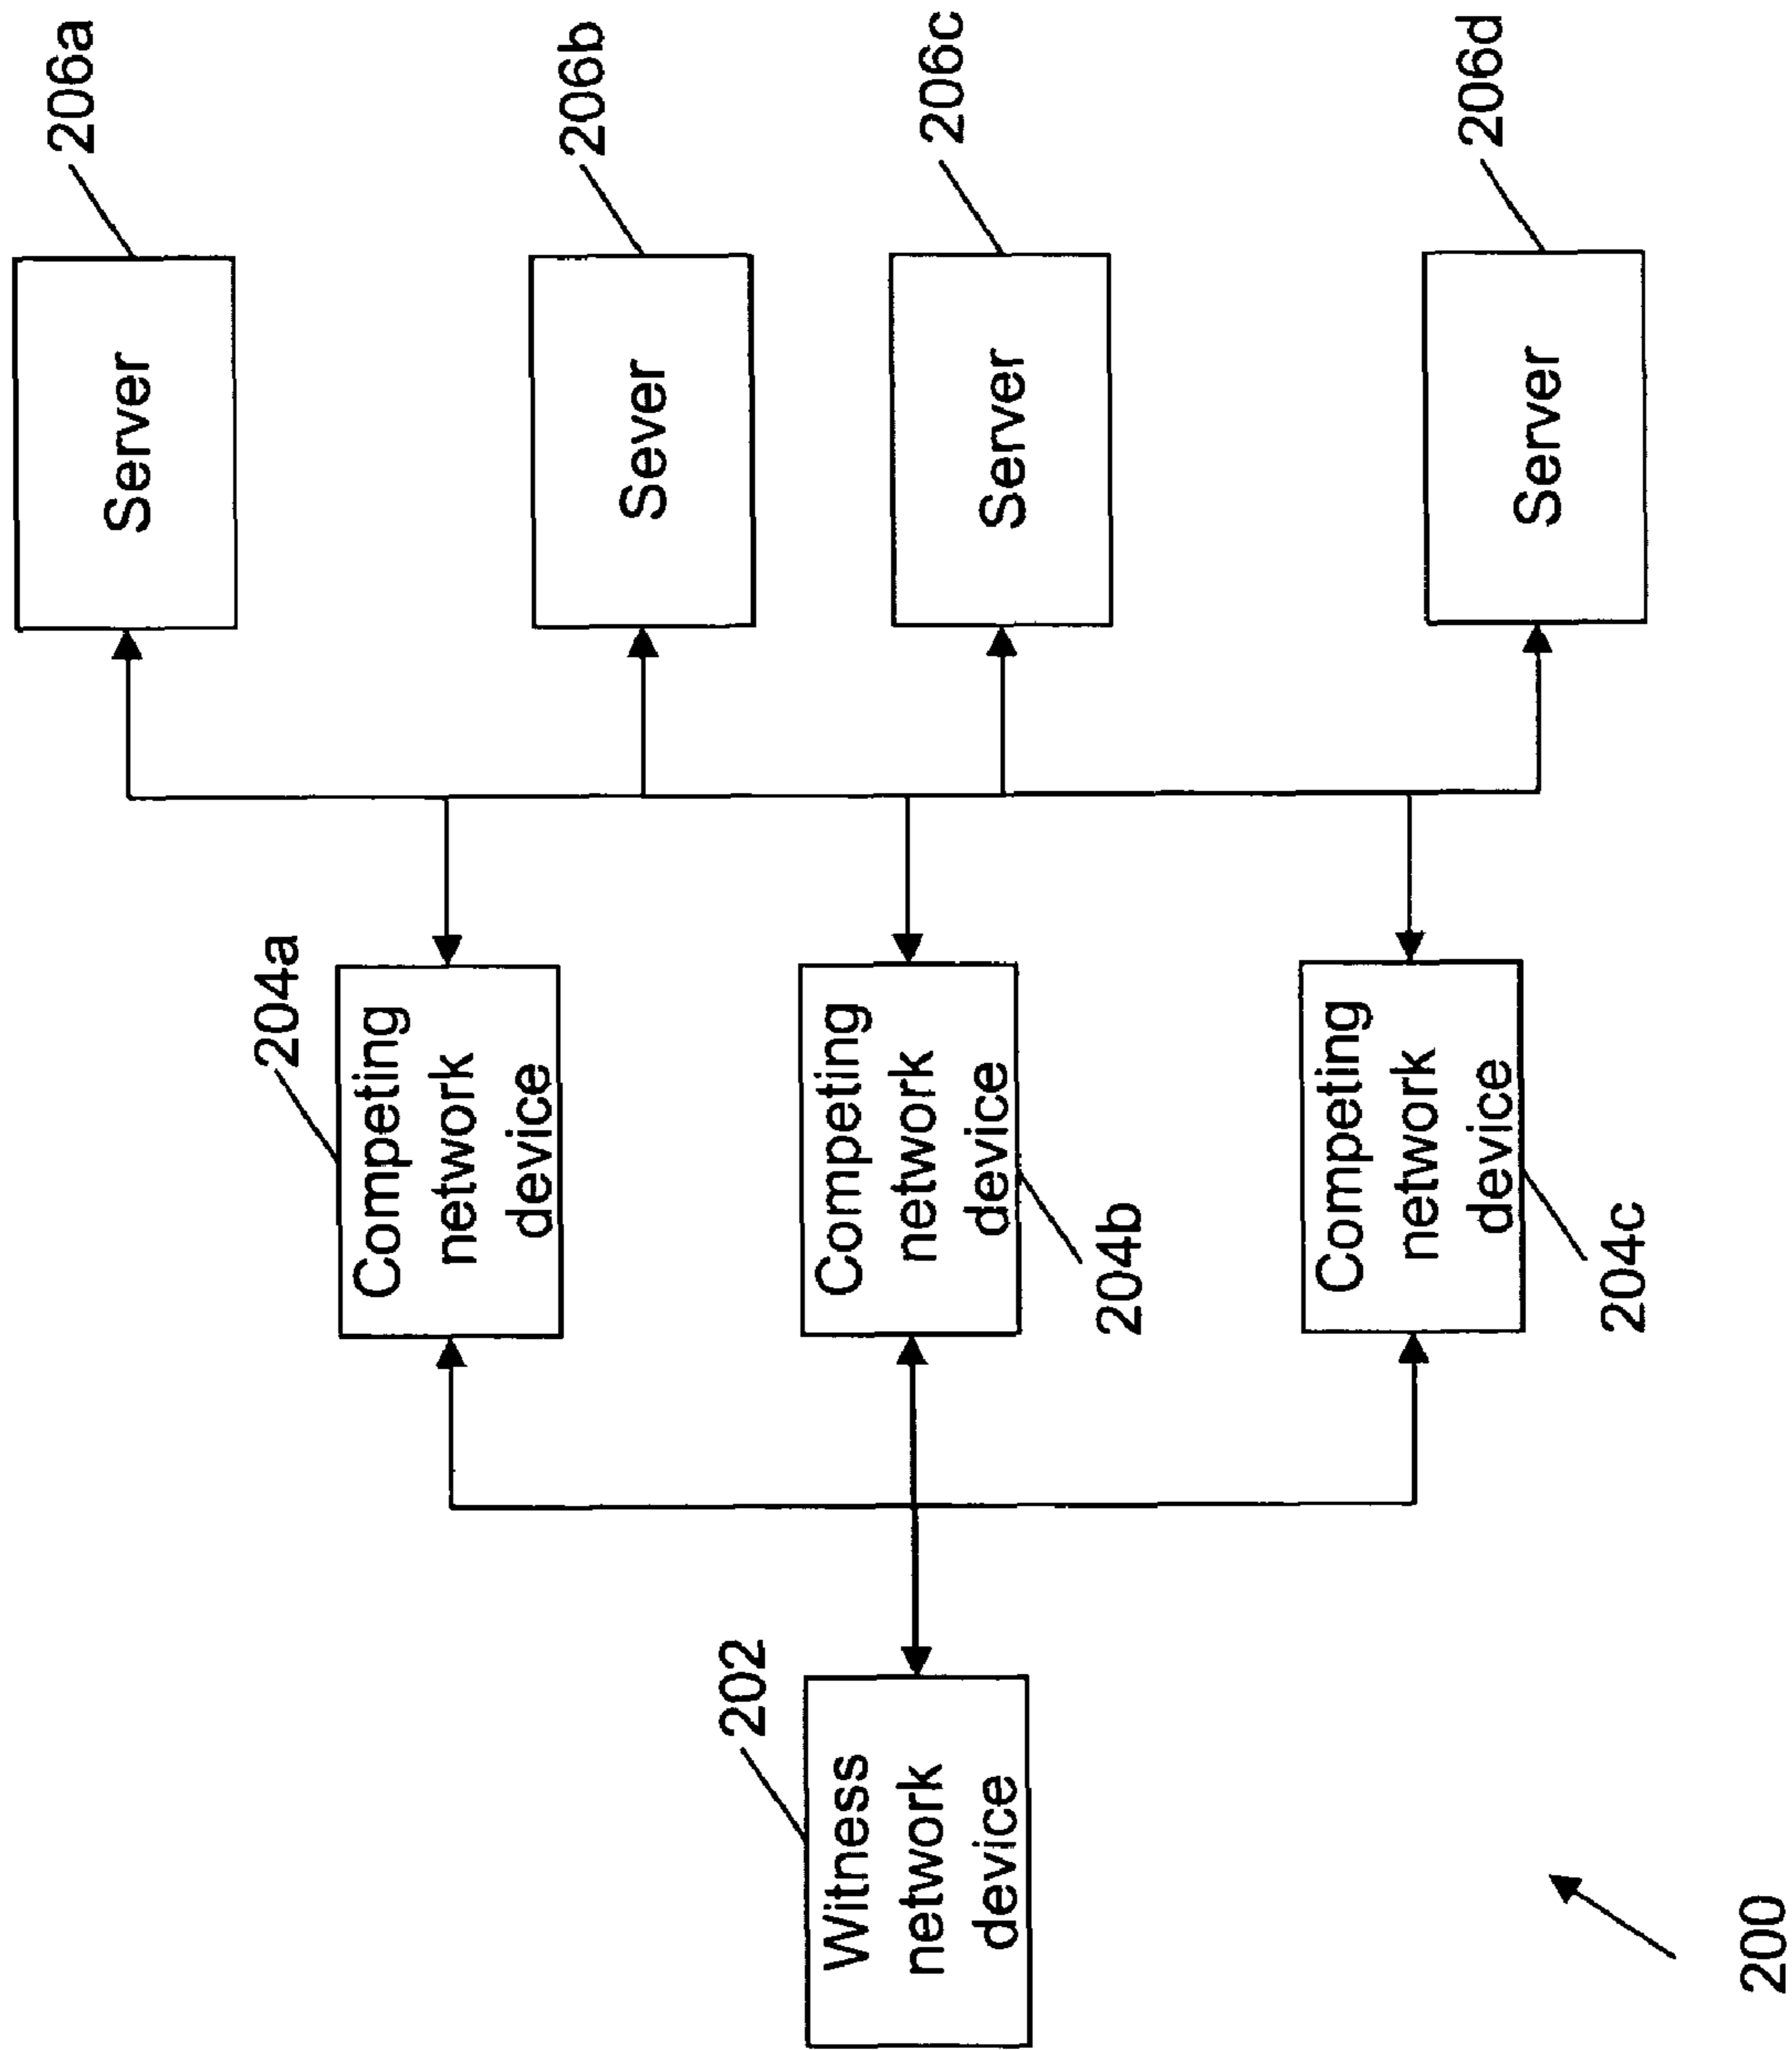 206a
Server
206b
Sever
206c
Server
206d
Server
204a
Competing
network
device
Competing
network
device
204b
Competing
network
device
204c
202
Witness
network
device
200